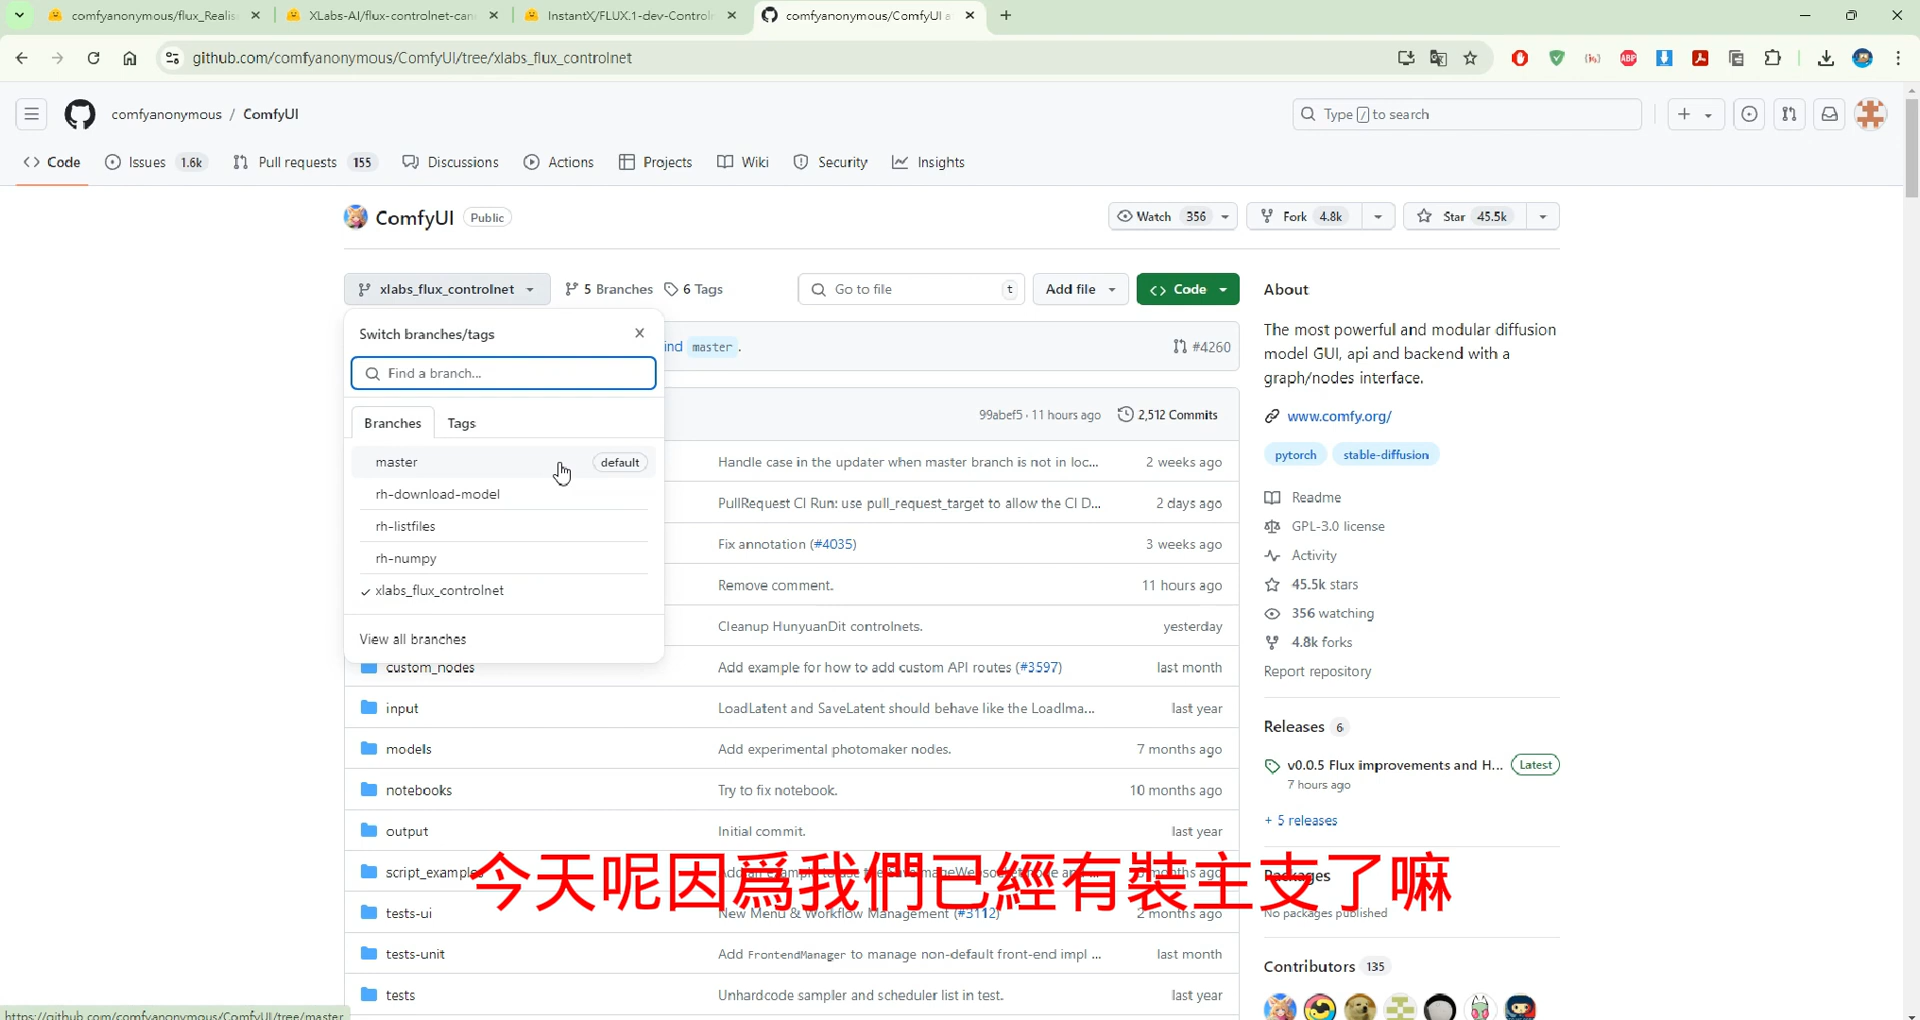 comfyanonymous/flux_Realis
XLabs-AI/flux-controlnet-can
InstantX/FLUX.1-dev-Control
comfyanonymous/ComfyUI a
github.com/comfyanonymous/ComfyUI/tree/xlabs_flux_controlnet
ABP
comfyanonymous / ComfyUI
Type / to search
Code
Issues 1.6k
Pull requests 155
Discussions
Actions
Projects
Wiki
Security
Insights
ComfyUI Public
Watch 356
Fork 4.8k
Star 45.5k
xlabs_flux_controlnet
5 Branches
6 Tags
Go to file t
Add file
Code
Switch branches/tags
Find a branch...
Branches Tags
master default
rh-download-model
rh-listfiles
rh-numpy
xlabs_flux_controlnet
View all branches
ind master .
#4260
99abef5 · 11 hours ago 2,512 Commits
Handle case in the updater when master branch is not in loc... 2 weeks ago
PullRequest CI Run: use pull_request_target to allow the CI D... 2 days ago
Fix annotation (#4035) 3 weeks ago
Remove comment. 11 hours ago
Cleanup HunyuanDit controlnets. yesterday
custom_nodes Add example for how to add custom API routes (#3597) last month
input LoadLatent and SaveLatent should behave like the LoadIma... last year
models Add experimental photomaker nodes. 7 months ago
notebooks Try to fix notebook. 10 months ago
output Initial commit. last year
script_examples
今天呢因爲我們已經有裝主支了嘛
tests-ui New Menu & Workflow Management (#3112) 2 months ago
tests-unit Add FrontendManager to manage non-default front-end impl ... last month
tests Unhardcode sampler and scheduler list in test. last year
About
The most powerful and modular diffusion
model GUI, api and backend with a
graph/nodes interface.
www.comfy.org/
pytorch stable-diffusion
Readme
GPL-3.0 license
Activity
45.5k stars
356 watching
4.8k forks
Report repository
Releases 6
v0.0.5 Flux improvements and H... Latest
7 hours ago
+ 5 releases
Packages
No packages published
Contributors 135
https://github.com/comfyanonymous/ComfyUI/tree/master